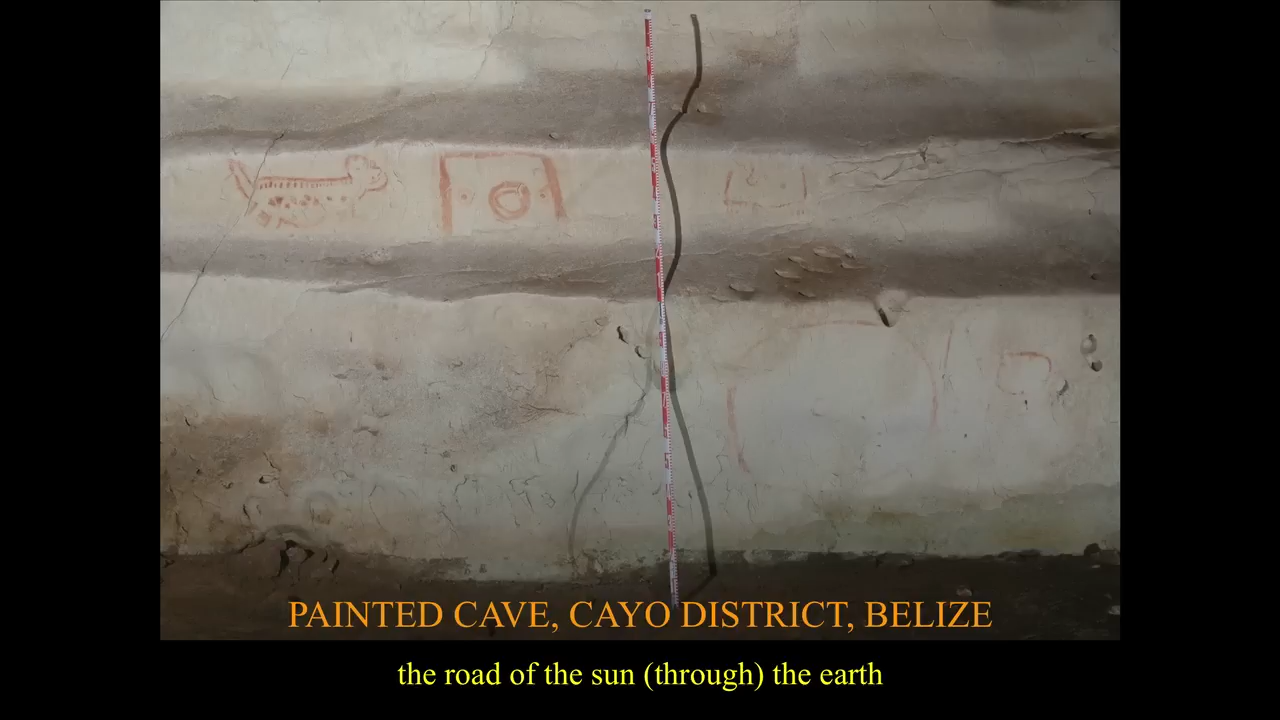 PAINTED CAVE, CAYO DISTRICT, BELIZE
the road of the sun (through) the earth